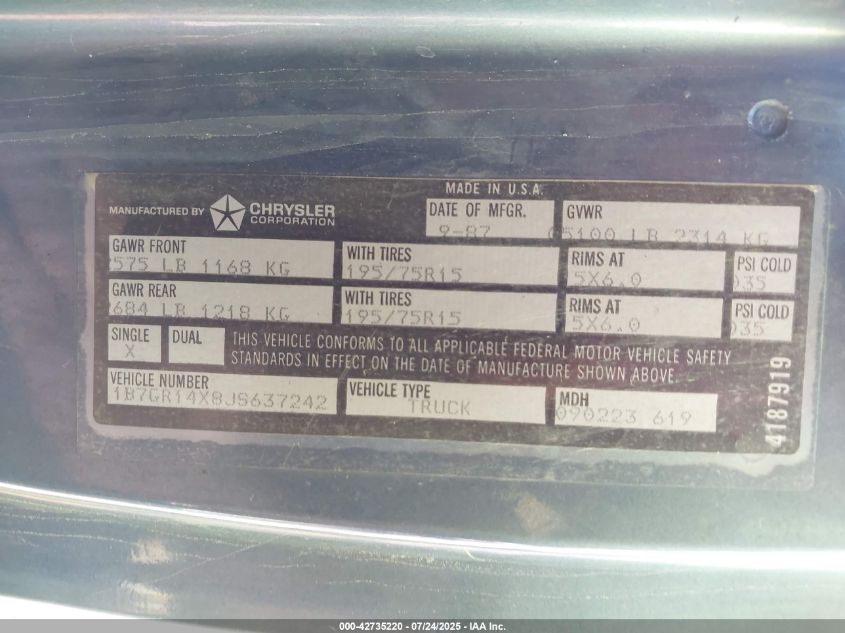 MADE IN U.S.A.
MANUFACTURED BY CHRYSLER CORPORATION
DATE OF MFGR. 9-87
GVWR 05100 LB 2314 KG
GAWR FRONT 2575 LB 1168 KG
WITH TIRES 195/75R15
RIMS AT 5X6.0
PSI COLD 035
GAWR REAR 2684 LB 1218 KG
WITH TIRES 195/75R15
RIMS AT 5X6.0
PSI COLD 035
SINGLE X
DUAL
THIS VEHICLE CONFORMS TO ALL APPLICABLE FEDERAL MOTOR VEHICLE SAFETY
STANDARDS IN EFFECT ON THE DATE OF MANUFACTURE SHOWN ABOVE.
VEHICLE NUMBER 1B7GR14X8JS637242
VEHICLE TYPE TRUCK
MDH 090223 619
4187919
000-42735220 - 07/24/2025 - IAA Inc.